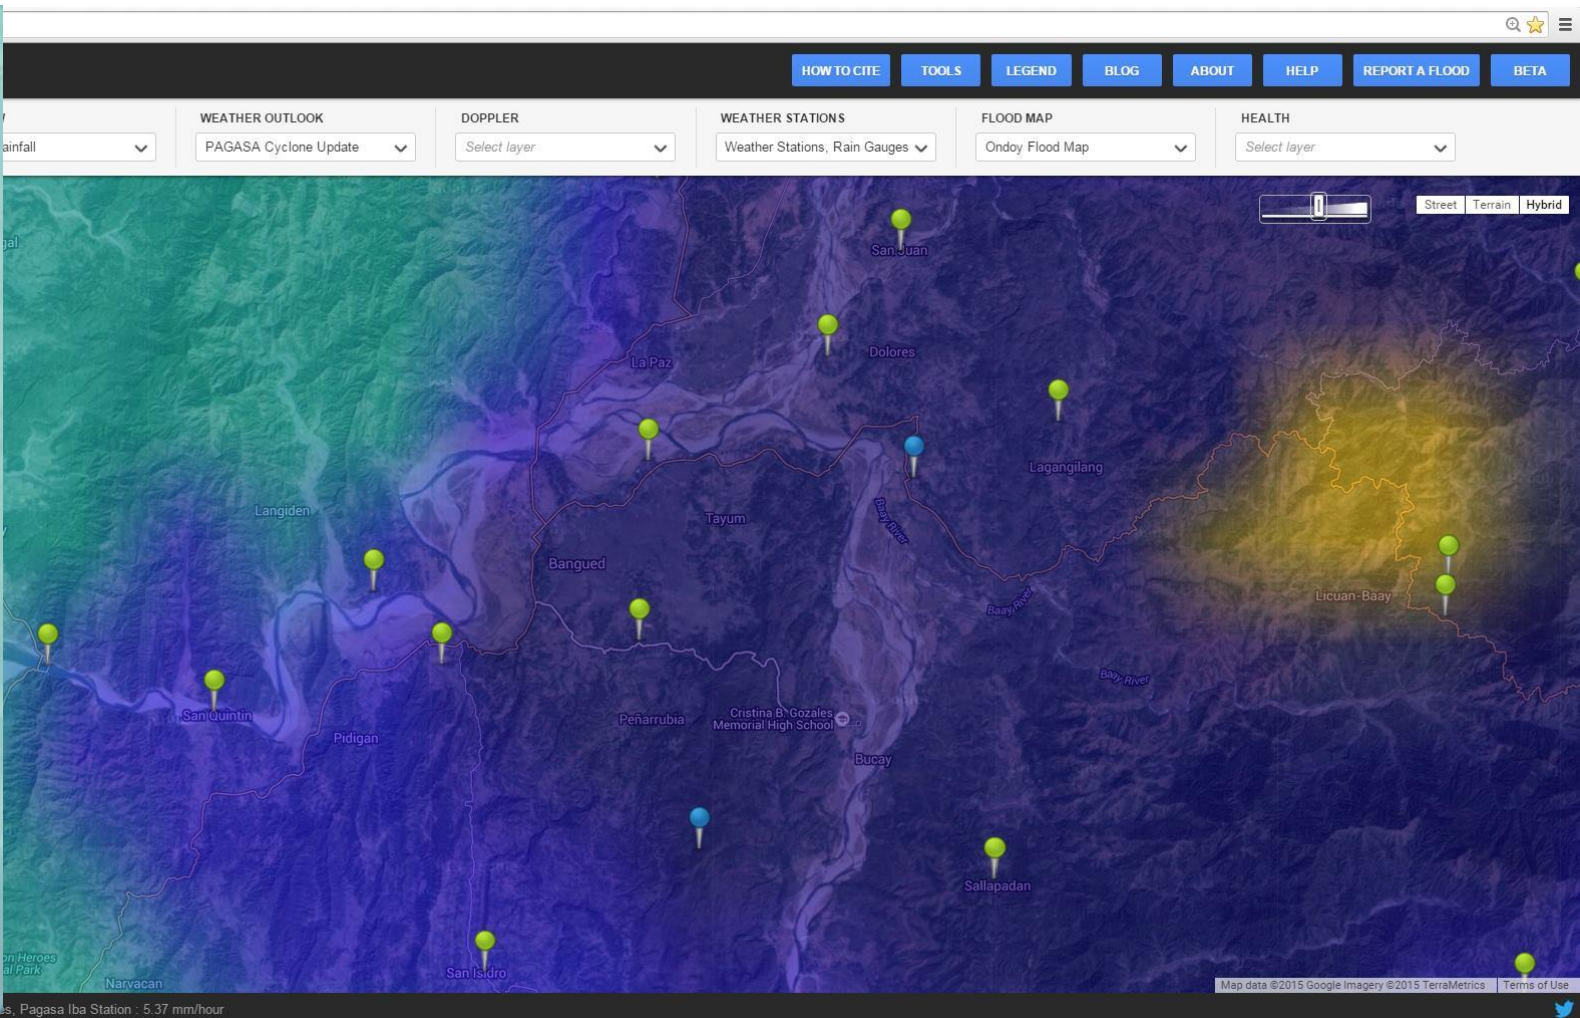 HOW TO CITE
TOOLS
LEGEND
BLOG
ABOUT
HELP
REPORT A FLOOD
BETA
WEATHER OUTLOOK
DOPPLER
WEATHER STATIONS
FLOOD MAP
HEALTH
ainfall
PAGASA Cyclone Update
Select layer
Weather Stations, Rain Gauges
Ondoy Flood Map
Select layer
Street
Terrain
Hybrid
San Juan
Dolores
La Paz
Lagangilang
Langiden
Tayum
Baay River
Bangued
Baay River
Licuan-Baay
Baay River
San Quintin
Pidigan
Peñarrubia
Cristina B. Gozales
Memorial High School
Bucay
Sallapadan
San Isidro
on Heroes
al Park
Narvacan
Map data ©2015 Google Imagery ©2015 TerraMetrics
Terms of Use
es, Pagasa Iba Station : 5.37 mm/hour